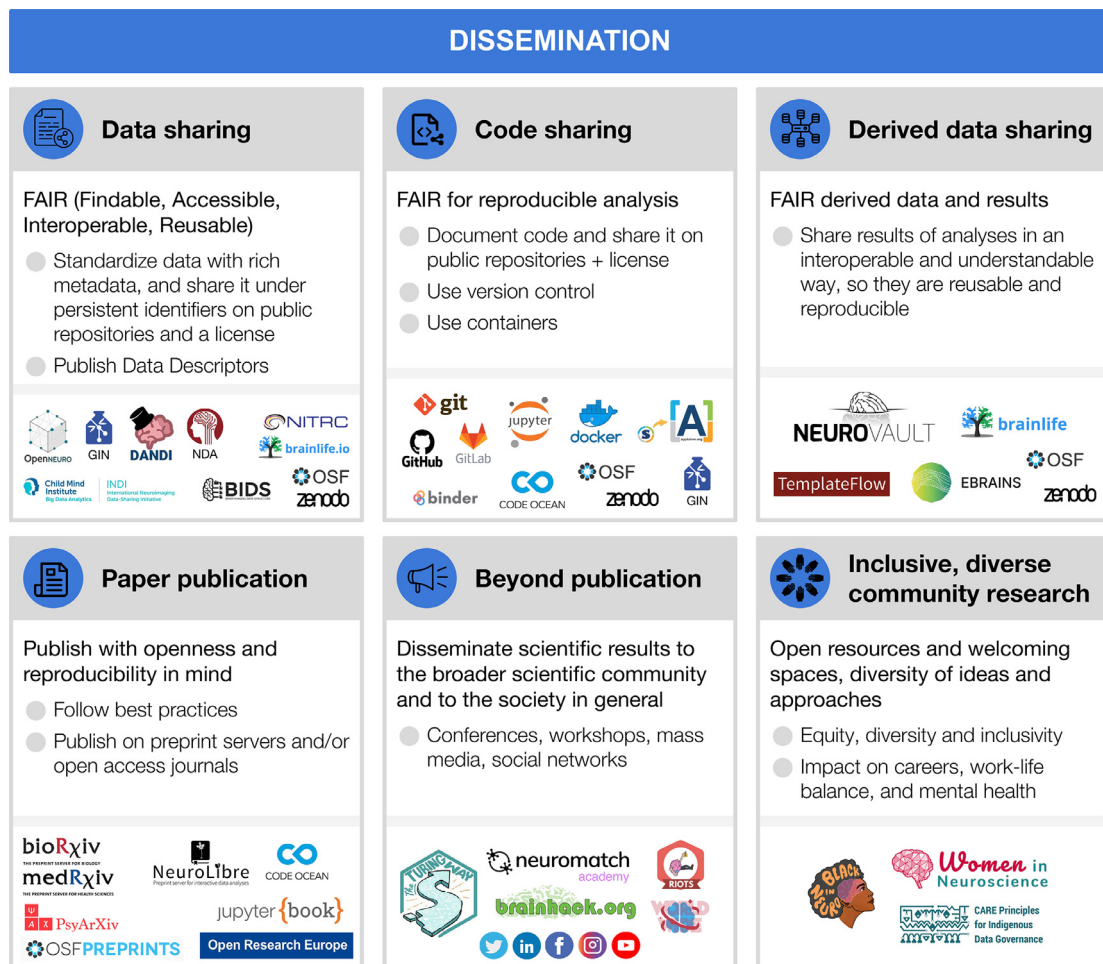 DISSEMINATION
Data sharing
FAIR (Findable, Accessible,
Interoperable, Reusable)
Standardize data with rich
metadata, and share it under
persistent identifiers on public
repositories and a license
Publish Data Descriptors
OPENNEURO
GIN
DANDI
NDA
NITRC
brainlife.io
Child Mind
Institute
Big Data Analytics
INDI
International Neuroimaging
Data-Sharing Initiative
BIDS
OSF
zenodo
Code sharing
FAIR for reproducible analysis
Document code and share it on
public repositories + license
Use version control
Use containers
git
GitHub
GitLab
jupyter
docker
S
[A]
binder
CODE OCEAN
OSF
zenodo
GIN
Derived data sharing
FAIR derived data and results
Share results of analyses in an
interoperable and understandable
way, so they are reusable and
reproducible
NEUROVAULT
brainlife
TemplateFlow
EBRAINS
OSF
zenodo
Paper publication
Publish with openness and
reproducibility in mind
Follow best practices
Publish on preprint servers and/or
open access journals
bioRχiv
THE PREPRINT SERVER FOR BIOLOGY
medRχiv
THE PREPRINT SERVER FOR HEALTH SCIENCES
NeuroLibre
Preprint server for interactive data analyses
CODE OCEAN
Ψ
A X PsyArXiv
jupyter {book}
OSFPREPRINTS
Open Research Europe
Beyond publication
Disseminate scientific results to
the broader scientific community
and to the society in general
Conferences, workshops, mass
media, social networks
THE TURING WAY
neuromatch
academy
RIOTS
brainhack.org
Inclusive, diverse
community research
Open resources and welcoming
spaces, diversity of ideas and
approaches
Equity, diversity and inclusivity
Impact on careers, work-life
balance, and mental health
BLACK
IN
NEURO
Women in
Neuroscience
CARE Principles
for Indigenous
Data Governance